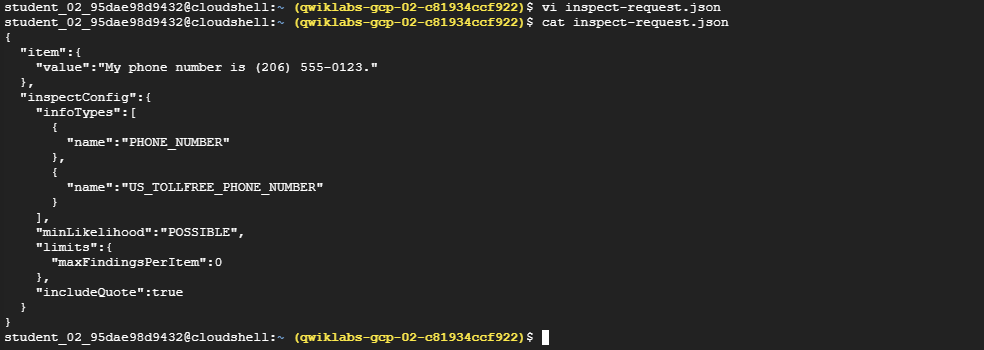 student_02_95dae98d9432@cloudshell:~ (qwiklabs-gcp-02-c81934ccf922)$ vi inspect-request.json
student_02_95dae98d9432@cloudshell:~ (qwiklabs-gcp-02-c81934ccf922)$ cat inspect-request.json
{
  "item":{
    "value":"My phone number is (206) 555-0123."
  },
  "inspectConfig":{
    "infoTypes":[
      {
        "name":"PHONE_NUMBER"
      },
      {
        "name":"US_TOLLFREE_PHONE_NUMBER"
      }
    ],
    "minLikelihood":"POSSIBLE",
    "limits":{
      "maxFindingsPerItem":0
    },
    "includeQuote":true
  }
}
student_02_95dae98d9432@cloudshell:~ (qwiklabs-gcp-02-c81934ccf922)$